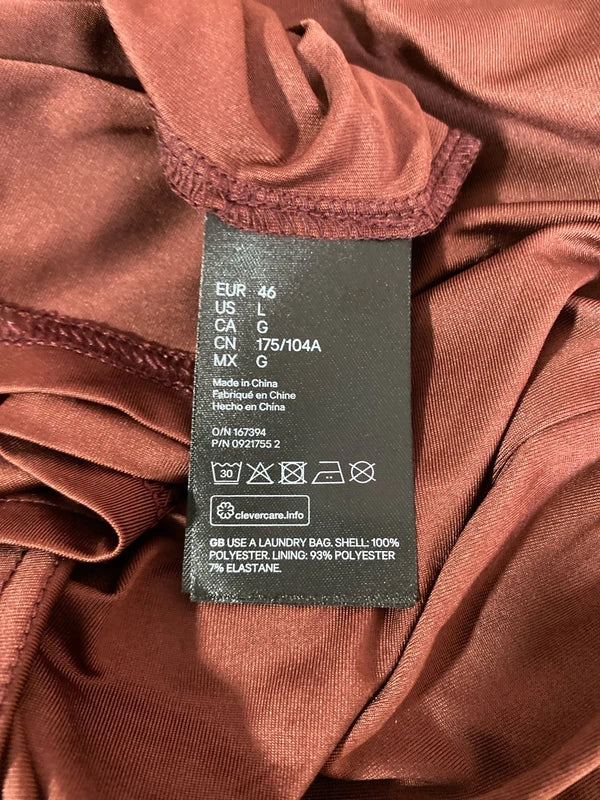 EUR 46
US L
CA G
CN 175/104A
MX G
Made in China
Fabriqué en Chine
Hecho en China
O/N 167394
P/N 0921755 2
30
clevercare.info
GB USE A LAUNDRY BAG. SHELL: 100%
POLYESTER. LINING: 93% POLYESTER
7% ELASTANE.